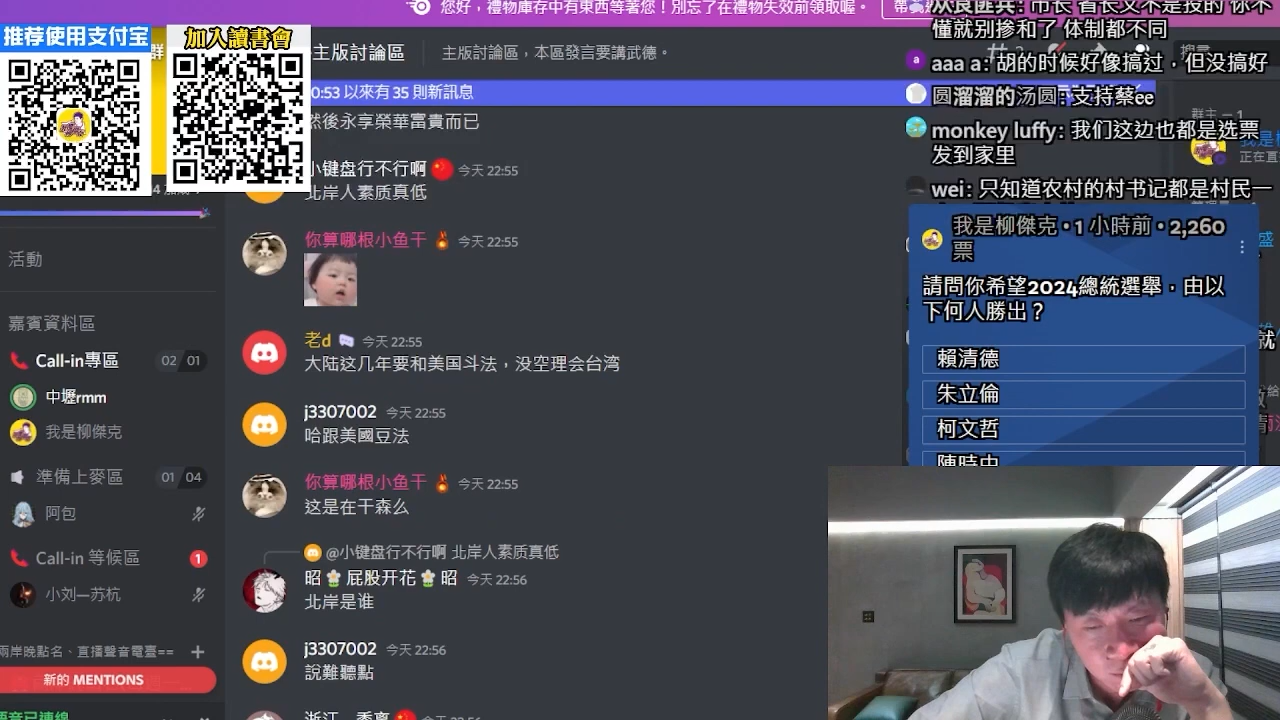 您好，禮物庫存中有東西等著您！別忘了在禮物失效前領取喔。
推荐使用支付宝
加入讀書會
群
主版討論區
主版討論區，本區發言要講武德。
0:53 以來有 35 則新訊息
然後永享榮華富貴而已
小键盘行不行啊 今天 22:55
北岸人素质真低
你算哪根小鱼干 今天 22:55
老d 今天 22:55
大陆这几年要和美国斗法，没空理会台湾
j3307002 今天 22:55
哈跟美國豆法
你算哪根小鱼干 今天 22:55
这是在干森么
@小键盘行不行啊 北岸人素质真低
昭 屁股开花 昭 今天 22:56
北岸是谁
j3307002 今天 22:56
說難聽點
活動
嘉賓資料區
Call-in專區 02 01
中壢rmm
我是柳傑克
準備上麥區 01 04
阿包
Call-in 等候區 1
小刘—苏杭
兩岸晚點名、直播聲音電臺==
新的 MENTIONS
懂就别掺和了 体制都不同
aaa a: 胡的时候好像搞过，但没搞好
圆溜溜的汤圆: 支持蔡ee
monkey luffy: 我们这边也都是选票
发到家里
wei: 只知道农村的村书记都是村民一
我是柳傑克 • 1 小時前 • 2,260
票
請問你希望2024總統選舉，由以
下何人勝出？
賴清德
朱立倫
柯文哲
陳時中